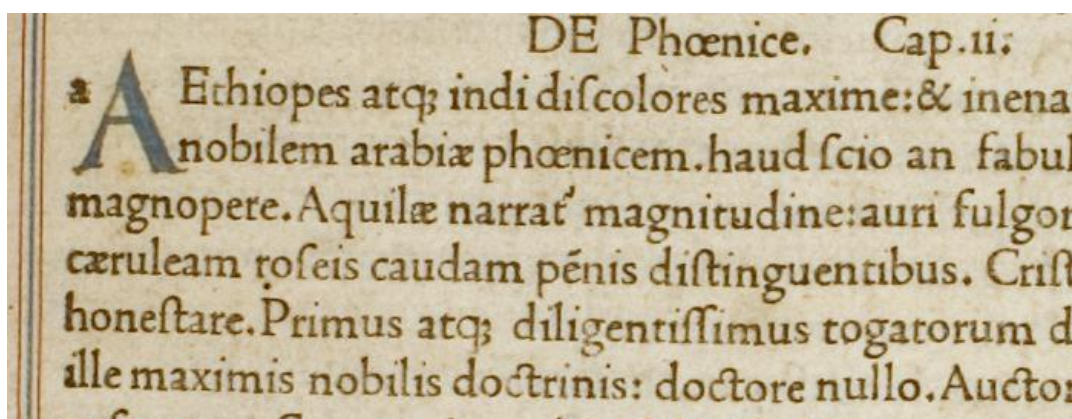 DE Phœnice. Cap.ii.
a AEthiopes atq; indi diſcolores maxime:& inena
nobilem arabiæ phœnicem.haud ſcio an fabul
magnopere.Aquilæ narrat᷑ magnitudine:auri fulgor
cæruleam roſeis caudam pēnis diſtinguentibus. Criſt
honeſtare.Primus atq; diligentiſſimus togatorum d
ille maximis nobilis doctrinis: doctore nullo.Auctor